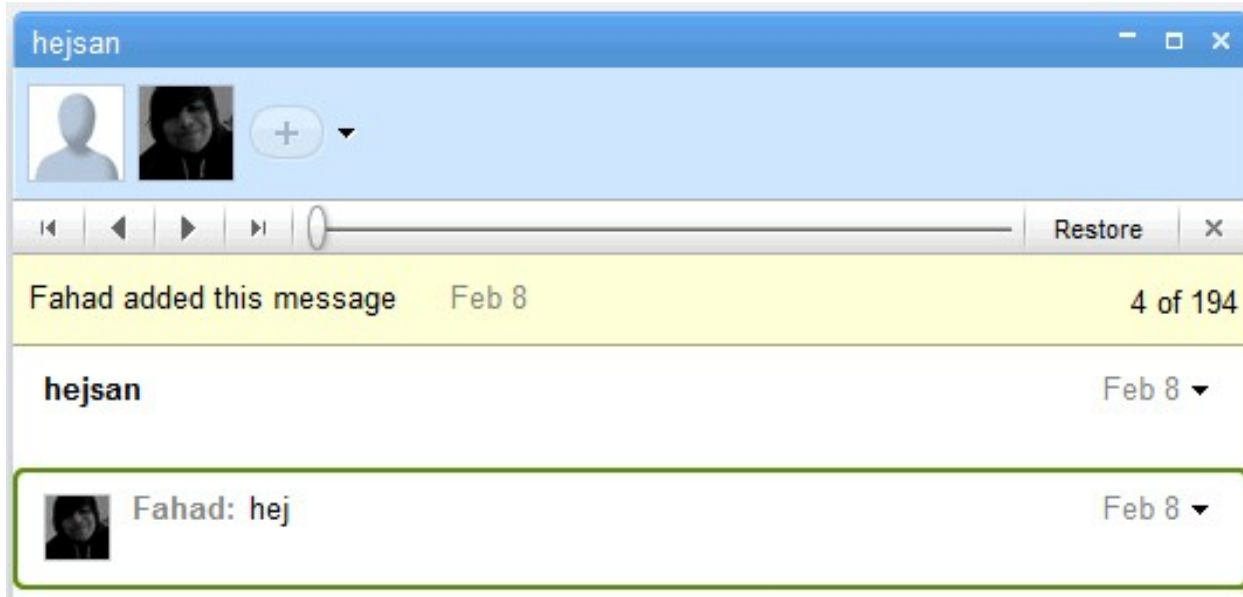 hejsan
Restore
Fahad added this message Feb 8 4 of 194
hejsan Feb 8
Fahad: hej Feb 8